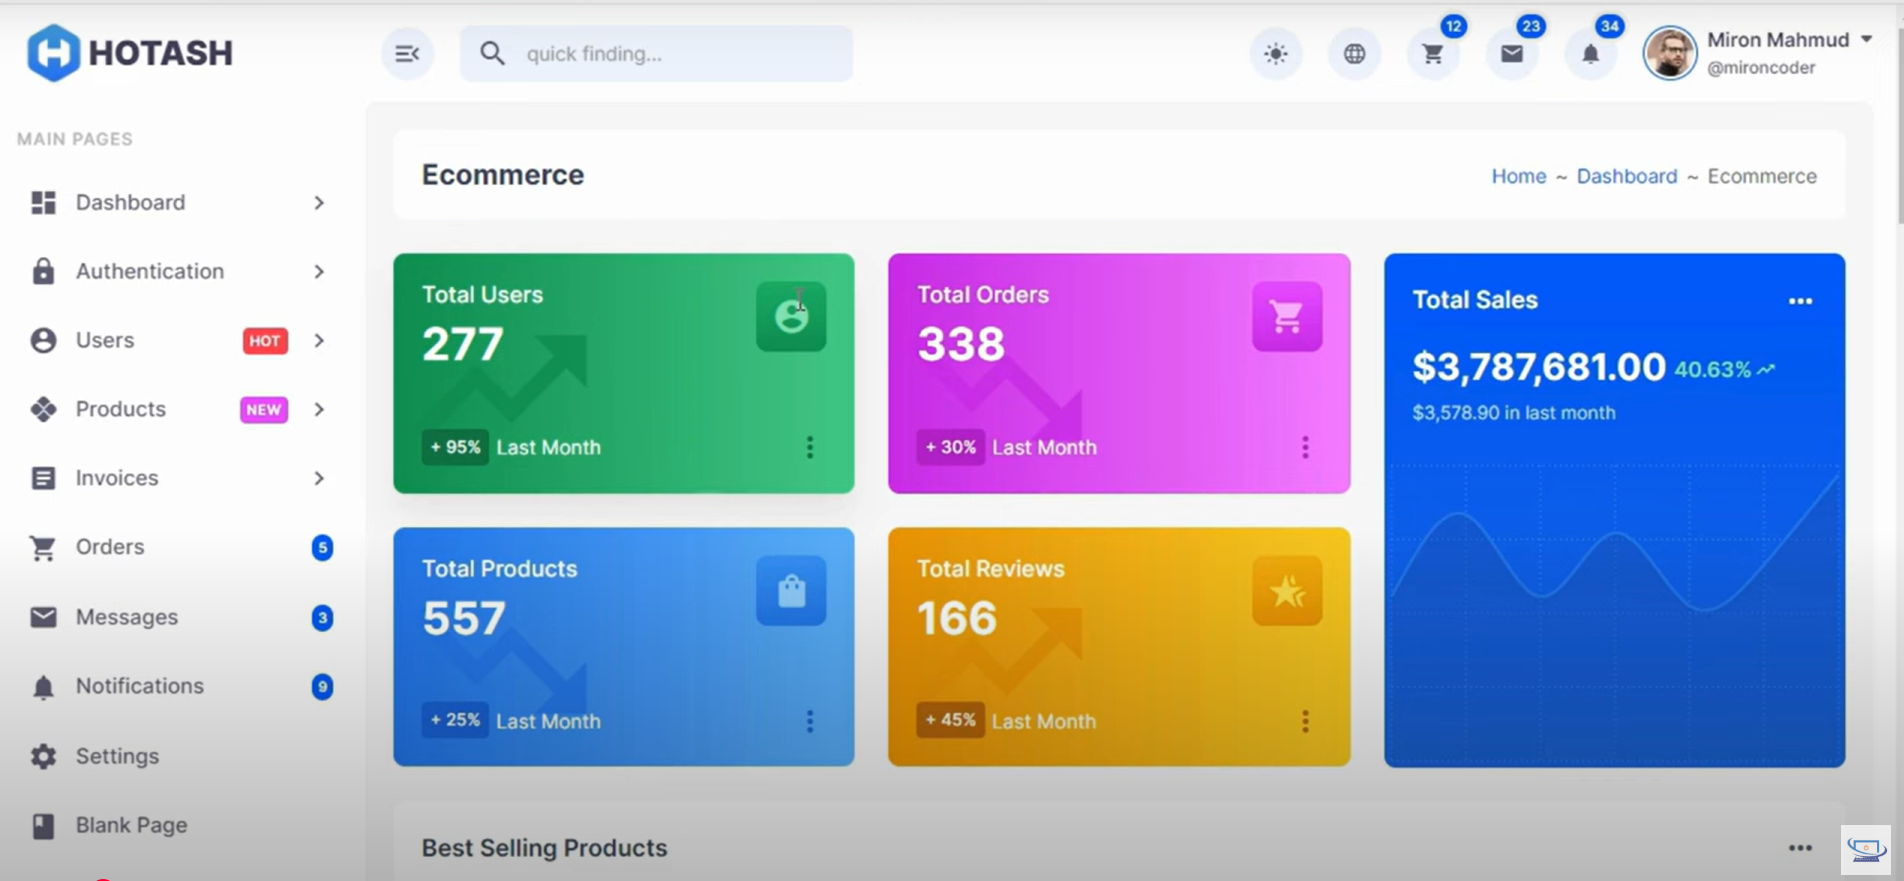 HOTASH
quick finding...
12
23
34
Miron Mahmud
@mironcoder
MAIN PAGES
Dashboard
Authentication
Users HOT
Products NEW
Invoices
Orders 5
Messages 3
Notifications 9
Settings
Blank Page
Ecommerce
Home ~ Dashboard ~ Ecommerce
Total Users
277
+ 95% Last Month
Total Orders
338
+ 30% Last Month
Total Sales
$3,787,681.00 40.63%
$3,578.90 in last month
Total Products
557
+ 25% Last Month
Total Reviews
166
+ 45% Last Month
Best Selling Products